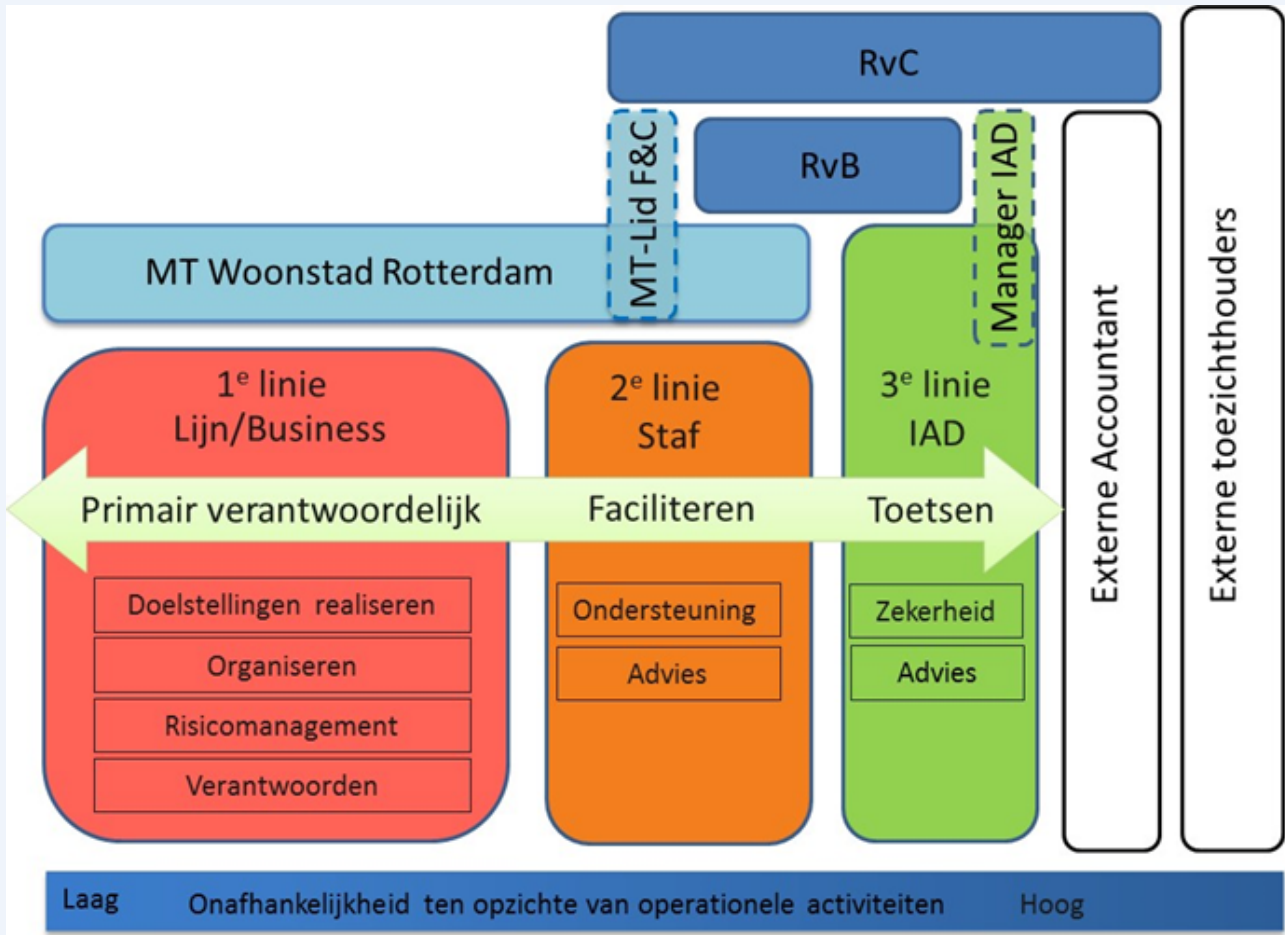 RvC
RvB
MT-Lid F&C
Manager IAD
MT Woonstad Rotterdam
1e linie
Lijn/Business
2e linie
Staf
3e linie
IAD
Primair verantwoordelijk
Faciliteren
Toetsen
Doelstellingen realiseren
Organiseren
Risicomanagement
Verantwoorden
Ondersteuning
Advies
Zekerheid
Advies
Externe Accountant
Externe toezichthouders
Laag Onafhankelijkheid ten opzichte van operationele activiteiten Hoog